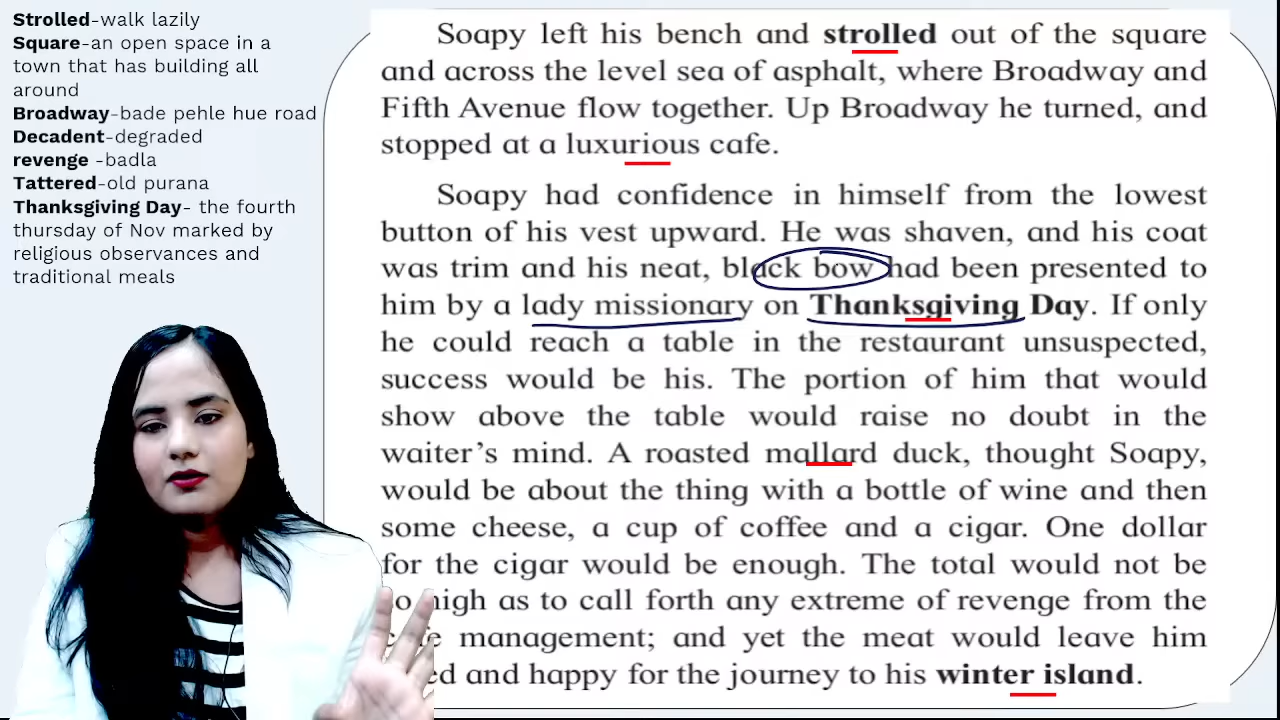 Strolled-walk lazily
Square-an open space in a
town that has building all
around
Broadway-bade pehle hue road
Decadent-degraded
revenge -badla
Tattered-old purana
Thanksgiving Day- the fourth
thursday of Nov marked by
religious observances and
traditional meals
Soapy left his bench and strolled out of the square
and across the level sea of asphalt, where Broadway and
Fifth Avenue flow together. Up Broadway he turned, and
stopped at a luxurious cafe.
Soapy had confidence in himself from the lowest
button of his vest upward. He was shaven, and his coat
was trim and his neat, black bow had been presented to
him by a lady missionary on Thanksgiving Day. If only
he could reach a table in the restaurant unsuspected,
success would be his. The portion of him that would
show above the table would raise no doubt in the
waiter's mind. A roasted mallard duck, thought Soapy,
would be about the thing with a bottle of wine and then
some cheese, a cup of coffee and a cigar. One dollar
for the cigar would be enough. The total would not be
so high as to call forth any extreme of revenge from the
management; and yet the meat would leave him
and happy for the journey to his winter island.